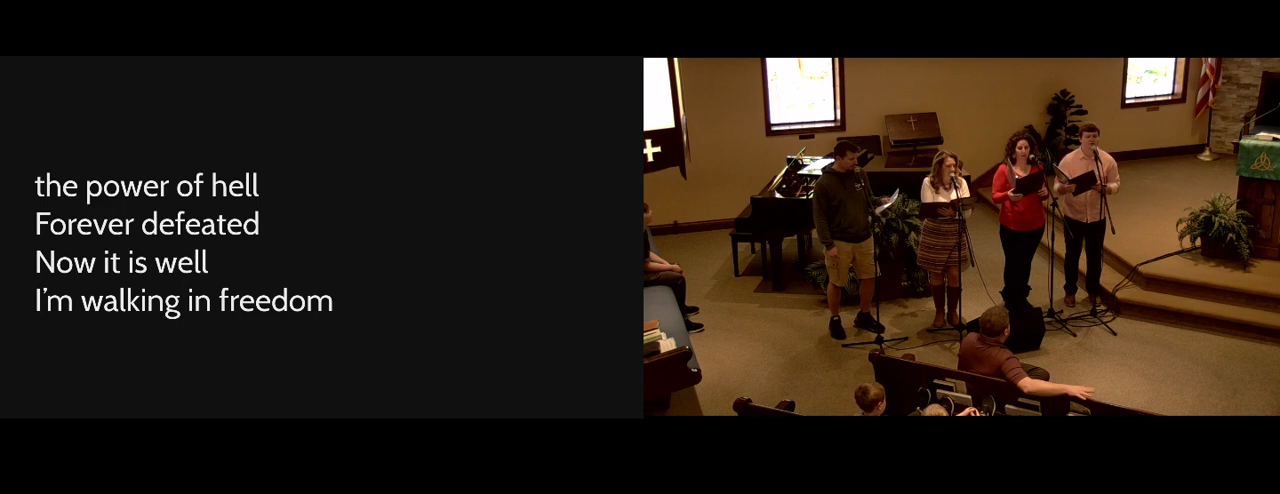 the power of hell
Forever defeated
Now it is well
I'm walking in freedom